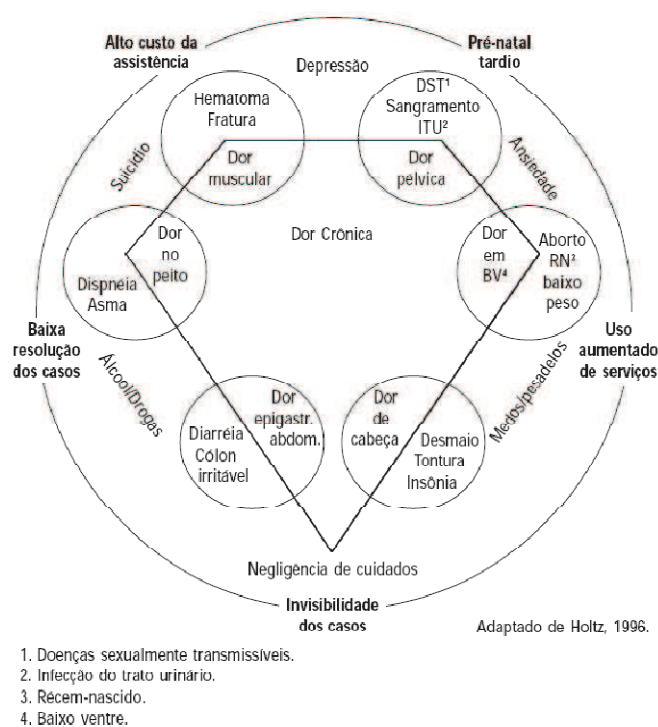 Alto custo da
assistência
Pré-natal
tardio
Depressão
Hematoma
Fratura
DST¹
Sangramento
ITU²
Suicídio
Ansiedade
Dor
muscular
Dor
pelvica
Dor Crônica
Dor
no
peito
Dispnéia
Asma
Dor
em
BV⁴
Aborto
RN³
baixo
peso
Baixa
resolução
dos casos
Uso
aumentado
de serviços
Álcool/Drogas
Medos/pesadelos
Dor
epigastr.
abdom.
Diarréia
Cólon
irritável
Dor
de
cabeça
Desmaio
Tontura
Insônia
Negligência de cuidados
Invisibilidade
dos casos
Adaptado de Holtz, 1996.
1. Doenças sexualmente transmissíveis.
2. Infecção do trato urinário.
3. Récem-nascido.
4. Baixo ventre.